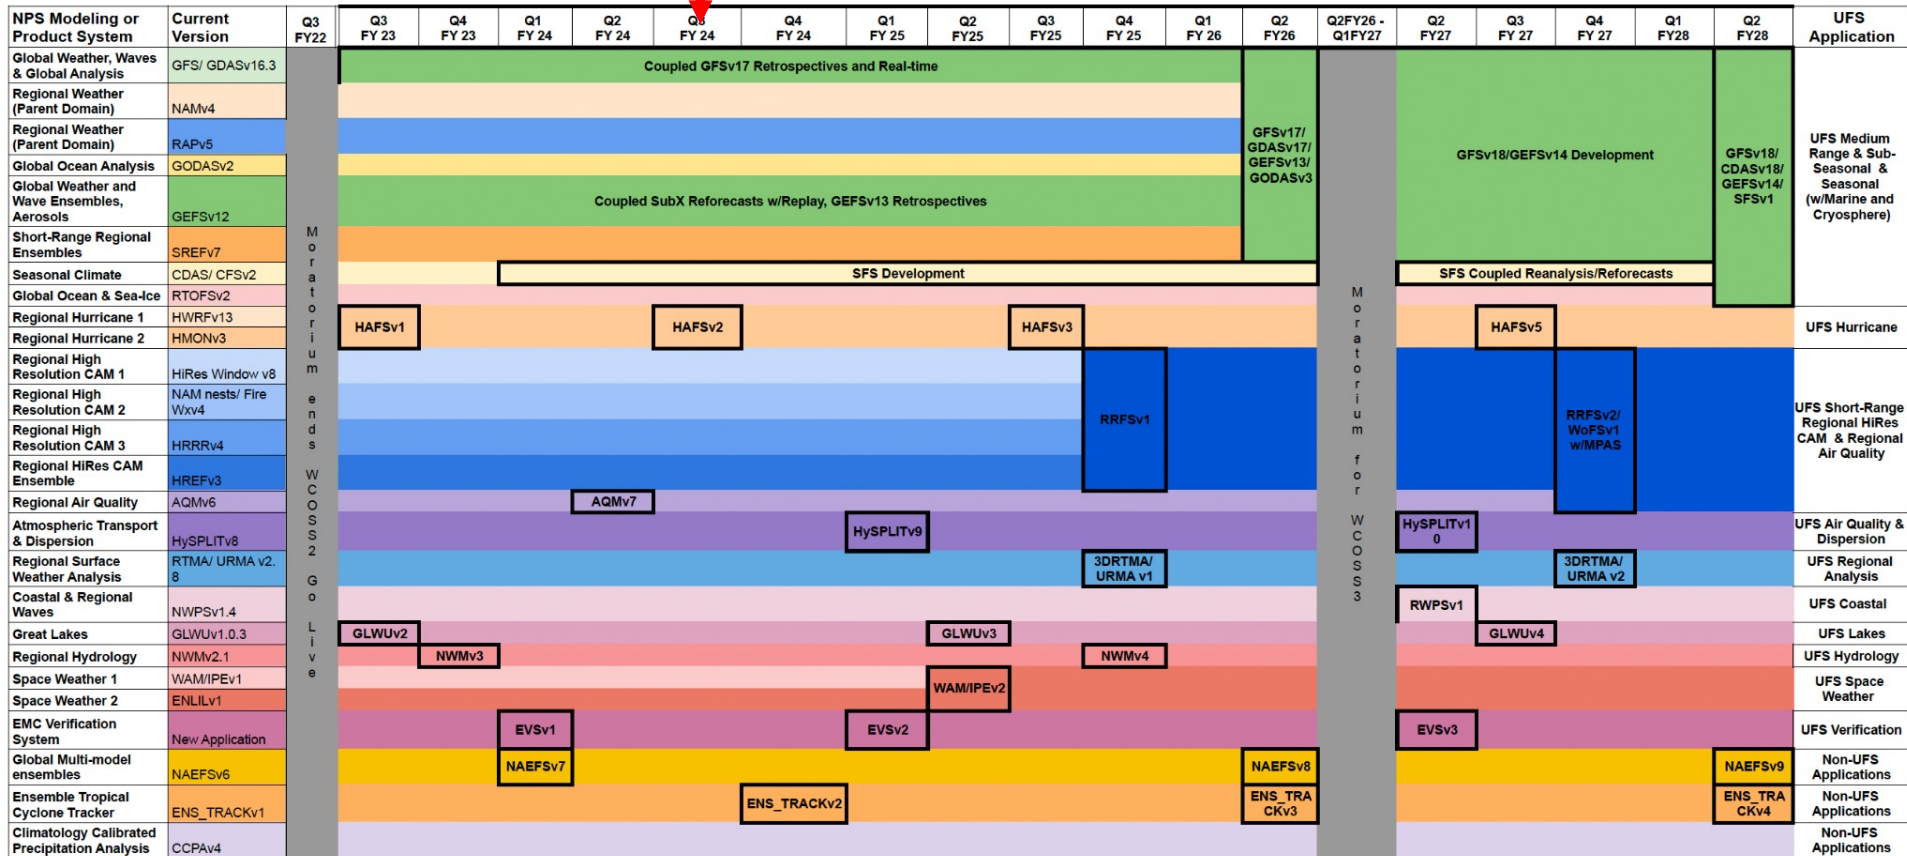 NPS Modeling or
Product System
Current
Version
Q3
FY22
Q3
FY 23
Q4
FY 23
Q1
FY 24
Q2
FY 24
Q3
FY 24
Q4
FY 24
Q1
FY 25
Q2
FY25
Q3
FY 25
Q4
FY 25
Q1
FY 26
Q2
FY26
Q2FY26 -
Q1FY27
Q2
FY27
Q3
FY 27
Q4
FY 27
Q1
FY28
Q2
FY28
UFS
Application
Global Weather, Waves
& Global Analysis
GFS/ GDASv16.3
Coupled GFSv17 Retrospectives and Real-time
Regional Weather
(Parent Domain)
NAMv4
Regional Weather
(Parent Domain)
RAPv5
Global Ocean Analysis
GODASv2
Global Weather and
Wave Ensembles,
Aerosols
GEFSv12
Coupled SubX Reforecasts w/Replay, GEFSv13 Retrospectives
Short-Range Regional
Ensembles
SREFv7
GFSv17/
GDASv17/
GEFSv13/
GODASv3
GFSv18/GEFSv14 Development
GFSv18/
CDASv18/
GEFSv14/
SFSv1
UFS Medium
Range & Sub-
Seasonal &
Seasonal
(w/Marine and
Cryosphere)
Seasonal Climate
CDAS/ CFSv2
SFS Development
SFS Coupled Reanalysis/Reforecasts
Global Ocean & Sea-Ice
RTOFSv2
Regional Hurricane 1
HWRFv13
Regional Hurricane 2
HMONv3
HAFSv1
HAFSv2
HAFSv3
HAFSv5
UFS Hurricane
Regional High
Resolution CAM 1
HiRes Window v8
Regional High
Resolution CAM 2
NAM nests/ Fire
Wxv4
Regional High
Resolution CAM 3
HRRRv4
Regional HiRes CAM
Ensemble
HREFv3
RRFSv1
RRFSv2/
WoFSv1
w/MPAS
UFS Short-Range
Regional HiRes
CAM & Regional
Air Quality
Regional Air Quality
AQMv6
AQMv7
Atmospheric Transport
& Dispersion
HySPLITv8
HySPLITv9
HySPLITv1
0
UFS Air Quality &
Dispersion
Regional Surface
Weather Analysis
RTMA/ URMA v2.
8
3DRTMA/
URMA v1
3DRTMA/
URMA v2
UFS Regional
Analysis
Coastal & Regional
Waves
NWPSv1.4
RWPSv1
UFS Coastal
Great Lakes
GLWUv1.0.3
GLWUv2
GLWUv3
GLWUv4
UFS Lakes
Regional Hydrology
NWMv2.1
NWMv3
NWMv4
UFS Hydrology
Space Weather 1
WAM/IPEv1
Space Weather 2
ENLILv1
WAM/IPEv2
UFS Space
Weather
EMC Verification
System
New Application
EVSv1
EVSv2
EVSv3
UFS Verification
Global Multi-model
ensembles
NAEFSv6
NAEFSv7
NAEFSv8
NAEFSv9
Non-UFS
Applications
Ensemble Tropical
Cyclone Tracker
ENS_TRACKv1
ENS_TRACKv2
ENS_TRA
CKv3
ENS_TRA
CKv4
Non-UFS
Applications
Climatology Calibrated
Precipitation Analysis
CCPAv4
Non-UFS
Applications
Moratorium ends WCOSS2 Go Live
Moratorium for WCOSS3